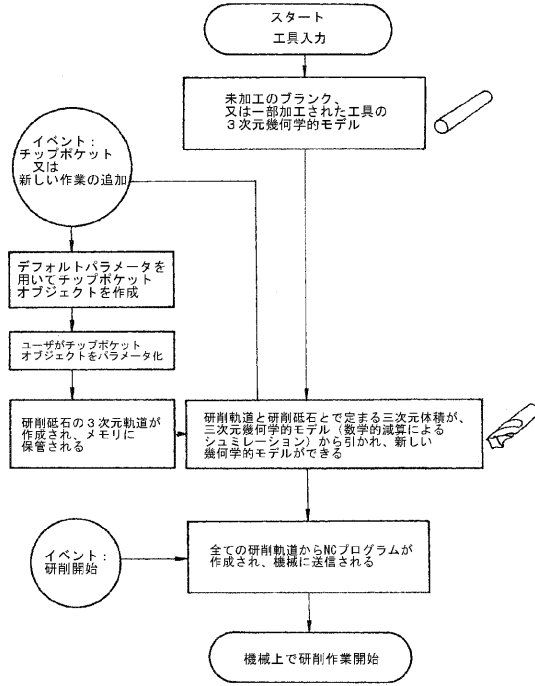 スタート
工具入力
未加工のブランク、
又は一部加工された工具の
3次元幾何学的モデル
イベント：
チップポケット
又は
新しい作業の追加
デフォルトパラメータを
用いてチップポケット
オブジェクトを作成
ユーザがチップポケット
オブジェクトをパラメータ化
研削砥石の3次元軌道が
作成され、メモリに
保管される
研削軌道と研削砥石とで定まる三次元体積が、
三次元幾何学的モデル（数学的減算による
シュミレーション）から引かれ、新しい
幾何学的モデルができる
イベント：
研削開始
全ての研削軌道からNCプログラムが
作成され、機械に送信される
機械上で研削作業開始